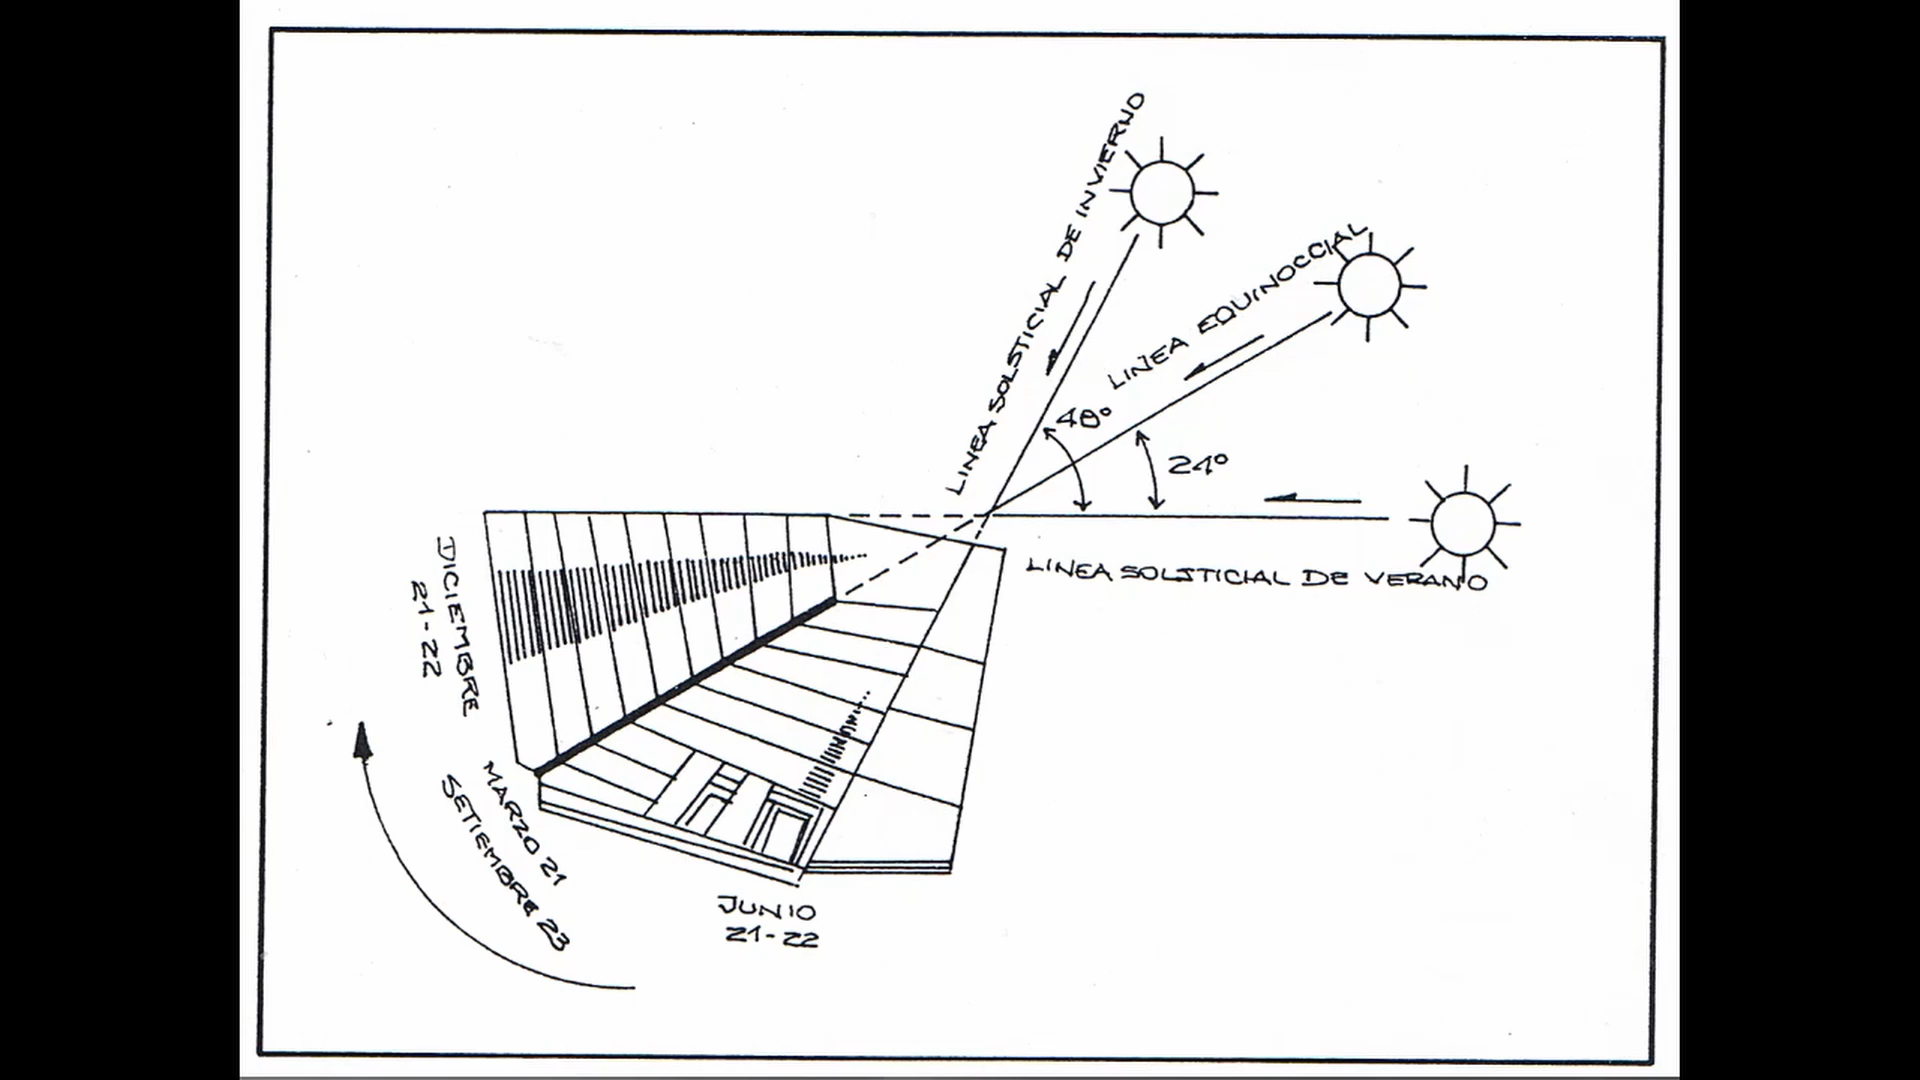 LINEA SOLSTICIAL DE INVIERNO
LINEA EQUINOCCIAL
48°
24°
LINEA SOLSTICIAL DE VERANO
DICIEMBRE
21-22
MARZO 21
SETIEMBRE 23
JUNIO
21-22